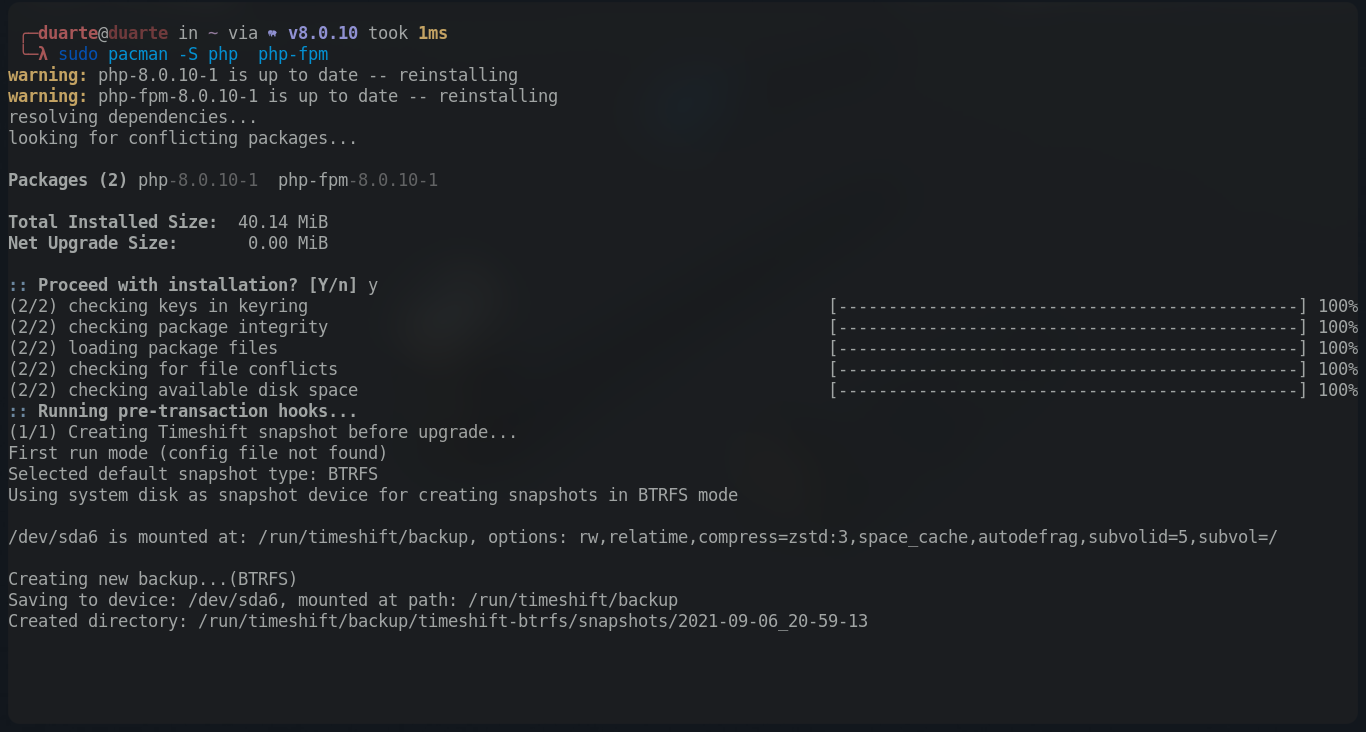 ╭─duarte@duarte in ~ via 🐘 v8.0.10 took 1ms
╰─λ sudo pacman -S php  php-fpm
warning: php-8.0.10-1 is up to date -- reinstalling
warning: php-fpm-8.0.10-1 is up to date -- reinstalling
resolving dependencies...
looking for conflicting packages...
Packages (2) php-8.0.10-1  php-fpm-8.0.10-1
Total Installed Size:  40.14 MiB
Net Upgrade Size:       0.00 MiB
:: Proceed with installation? [Y/n] y
(2/2) checking keys in keyring [----------------------------------------------] 100%
(2/2) checking package integrity [----------------------------------------------] 100%
(2/2) loading package files [----------------------------------------------] 100%
(2/2) checking for file conflicts [----------------------------------------------] 100%
(2/2) checking available disk space [----------------------------------------------] 100%
:: Running pre-transaction hooks...
(1/1) Creating Timeshift snapshot before upgrade...
First run mode (config file not found)
Selected default snapshot type: BTRFS
Using system disk as snapshot device for creating snapshots in BTRFS mode
/dev/sda6 is mounted at: /run/timeshift/backup, options: rw,relatime,compress=zstd:3,space_cache,autodefrag,subvolid=5,subvol=/
Creating new backup...(BTRFS)
Saving to device: /dev/sda6, mounted at path: /run/timeshift/backup
Created directory: /run/timeshift/backup/timeshift-btrfs/snapshots/2021-09-06_20-59-13